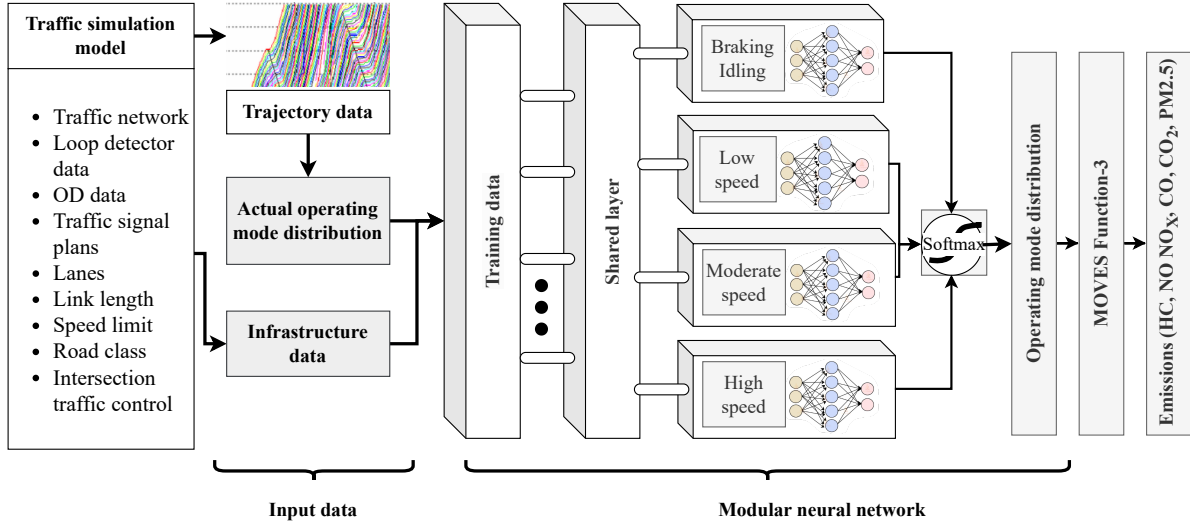 Traffic simulation
model
Traffic network
Loop detector
data
OD data
Traffic signal
plans
Lanes
Link length
Speed limit
Road class
Intersection
traffic control
Trajectory data
Actual operating
mode distribution
Infrastructure
data
Input data
Training data
Shared layer
Braking
Idling
Low
speed
Moderate
speed
High
speed
Softmax
Operating mode distribution
MOVES Function-3
Emissions (HC, NO NOX, CO, CO2, PM2.5)
Modular neural network